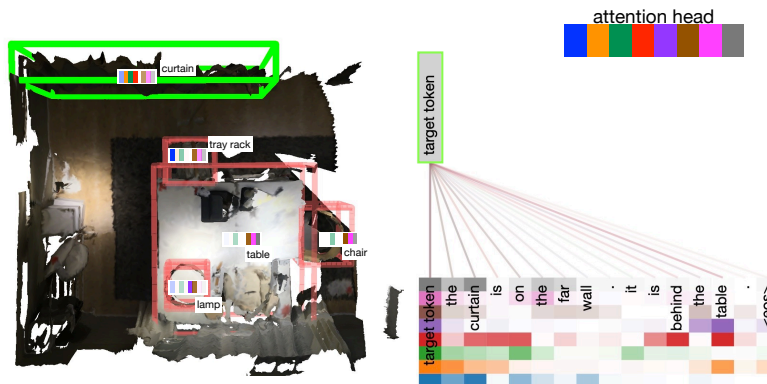 attention head
curtain
tray rack
table
chair
lamp
target token
target token the curtain is on the far wall . it is behind the table . <eos>